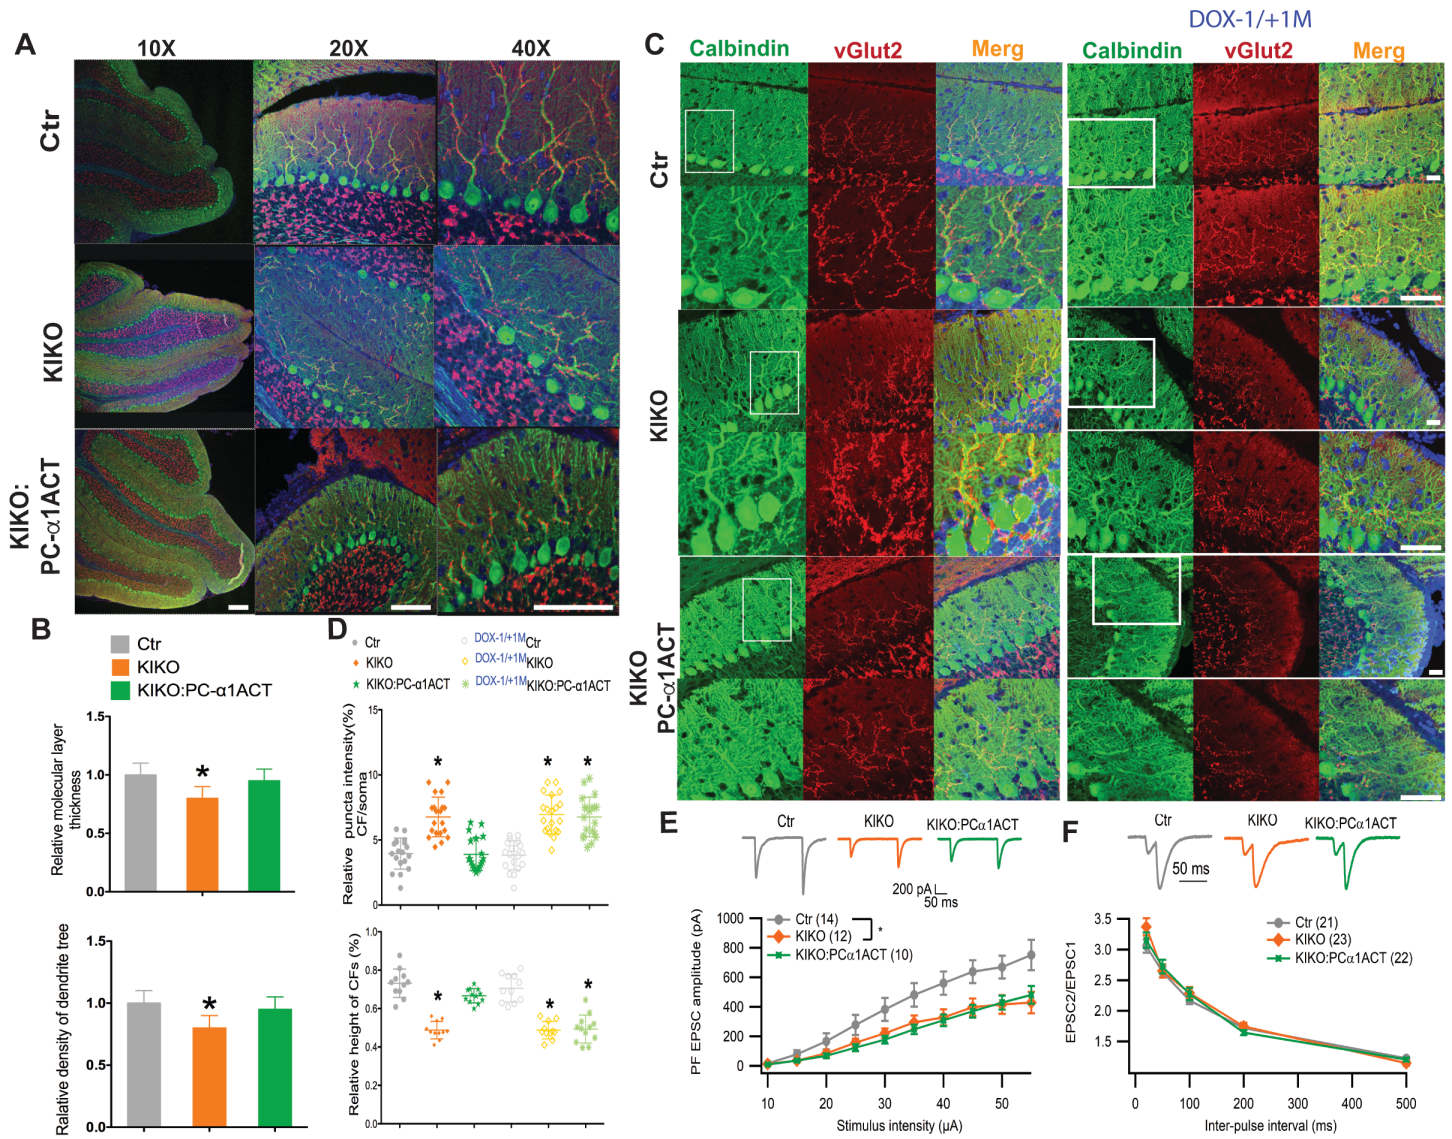 A
10X
20X
40X
Ctr
KIKO
KIKO:
PC-α1ACT
B
Ctr
KIKO
KIKO:PC-α1ACT
Relative molecular layer
thickness
1.5
1.0
0.5
0.0
Ralative density of dendrite tree
1.5
1.0
0.5
0.0
*
*
C
DOX-1/+1M
Calbindin
vGlut2
Merg
Calbindin
vGlut2
Merg
Ctr
KIKO
KIKO
PC-α1ACT
D
Ctr
KIKO
KIKO:PC-α1ACT
DOX-1/+1MCtr
DOX-1/+1MKIKO
DOX-1/+1MKIKO:PC-α1ACT
Relative puncta intensity(%)
CF/soma
15
10
5
0
* * *
Relative height of CFs (%)
1.0
0.8
0.6
0.4
0.2
0.0
* * *
E
Ctr
KIKO
KIKO:PCα1ACT
200 pA
50 ms
Ctr (14)
KIKO (12)
KIKO:PCα1ACT (10)
*
PF EPSC amplitude (pA)
1000
800
600
400
200
0
10 20 30 40 50
Stimulus intensity (µA)
F
Ctr
KIKO
KIKO:PCα1ACT
50 ms
Ctr (21)
KIKO (23)
KIKO:PCα1ACT (22)
EPSC2/EPSC1
3.5
3.0
2.5
2.0
1.5
0 100 200 300 400 500
Inter-pulse interval (ms)